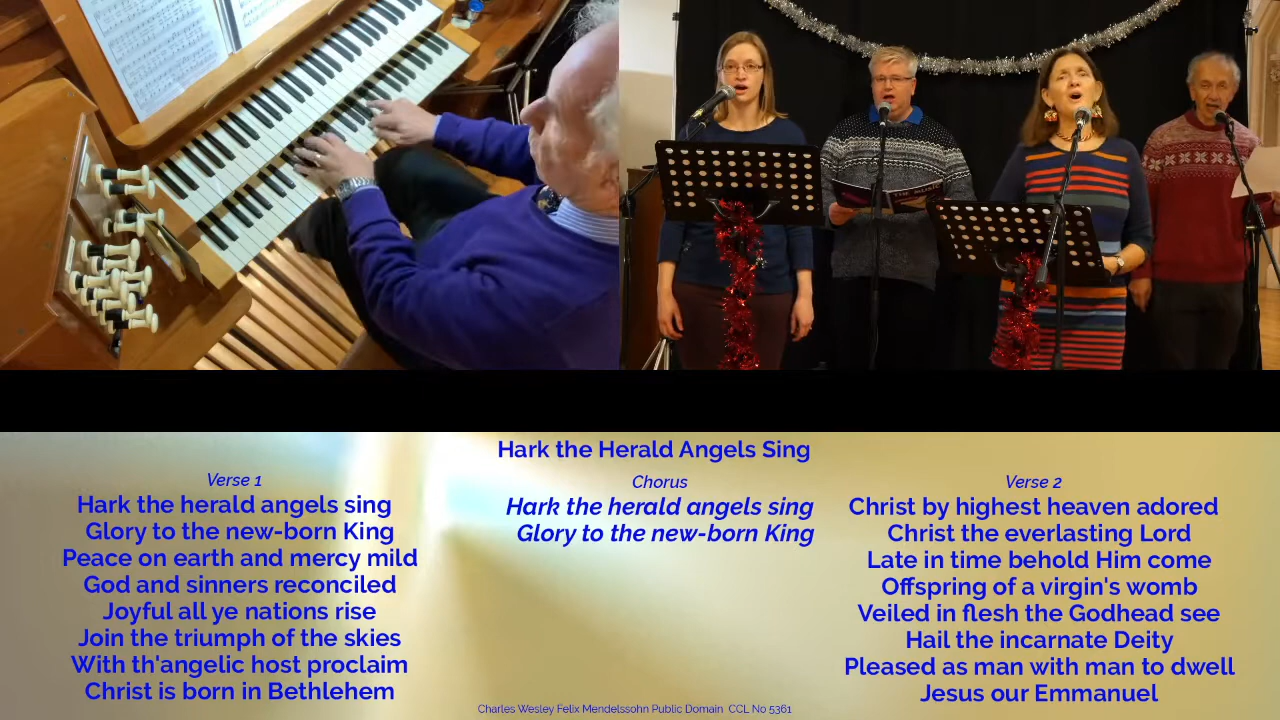 THE MUSIC
Hark the Herald Angels Sing
Verse 1
Hark the herald angels sing
Glory to the new-born King
Peace on earth and mercy mild
God and sinners reconciled
Joyful all ye nations rise
Join the triumph of the skies
With th'angelic host proclaim
Christ is born in Bethlehem
Chorus
Hark the herald angels sing
Glory to the new-born King
Verse 2
Christ by highest heaven adored
Christ the everlasting Lord
Late in time behold Him come
Offspring of a virgin's womb
Veiled in flesh the Godhead see
Hail the incarnate Deity
Pleased as man with man to dwell
Jesus our Emmanuel
Charles Wesley Felix Mendelssohn Public Domain CCL No 5361